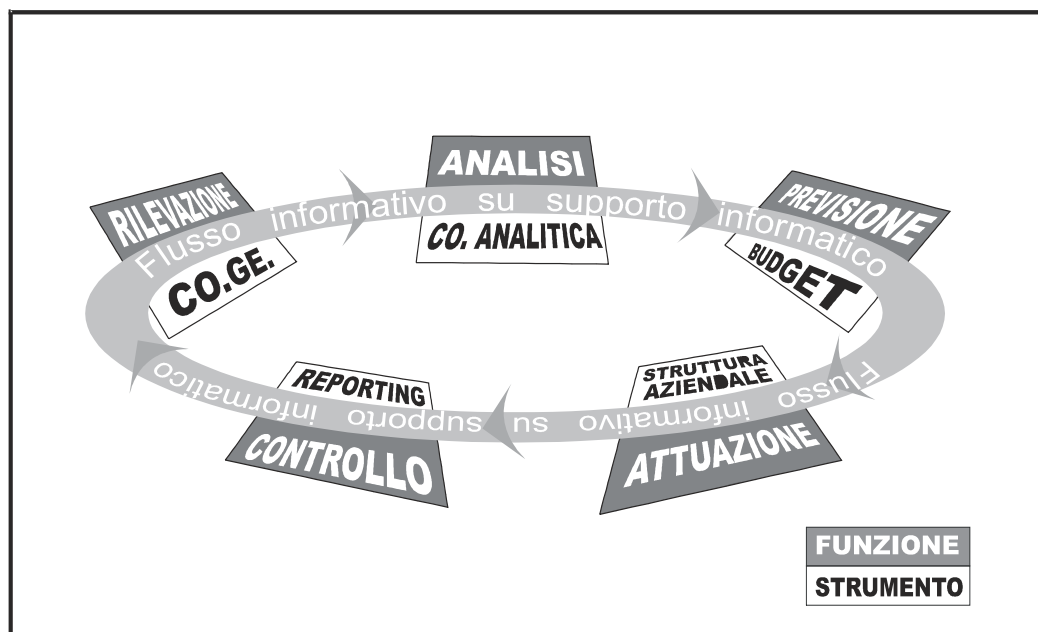 RILEVAZIONE
CO.GE.
ANALISI
CO. ANALITICA
PREVISIONE
BUDGET
Flusso informativo su supporto informatico
STRUTTURA
AZIENDALE
ATTUAZIONE
REPORTING
CONTROLLO
Flusso informativo su supporto informatico
FUNZIONE
STRUMENTO